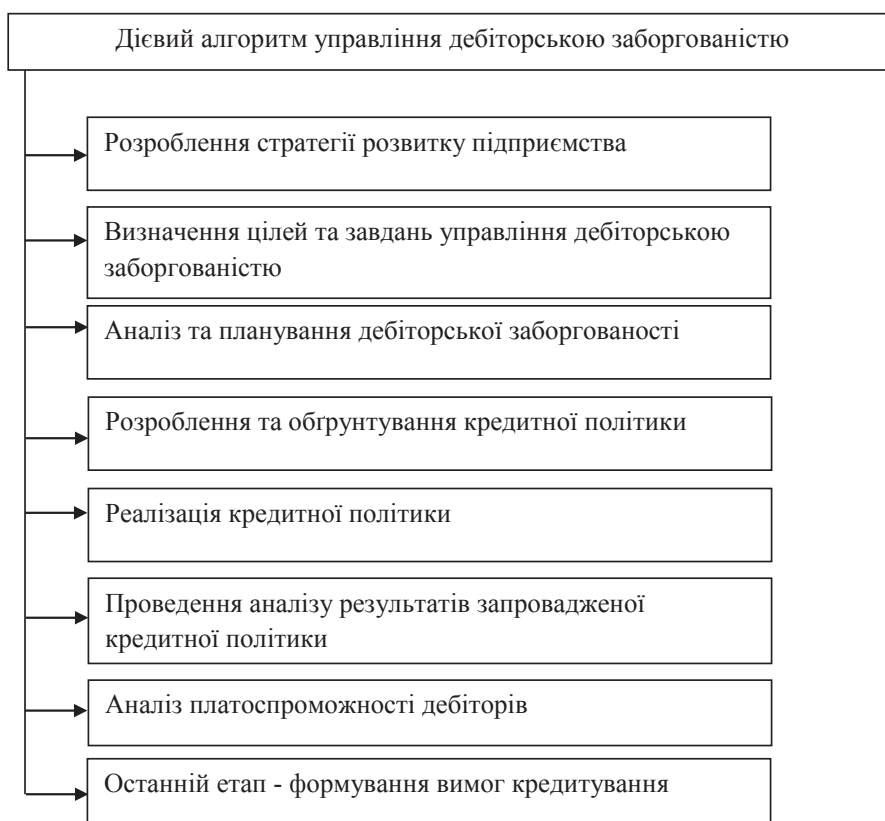 Дієвий алгоритм управління дебіторською заборгованістю
Розроблення стратегії розвитку підприємства
Визначення цілей та завдань управління дебіторською
заборгованістю
Аналіз та планування дебіторської заборгованості
Розроблення та обґрунтування кредитної політики
Реалізація кредитної політики
Проведення аналізу результатів запровадженої
кредитної політики
Аналіз платоспроможності дебіторів
Останній етап - формування вимог кредитування